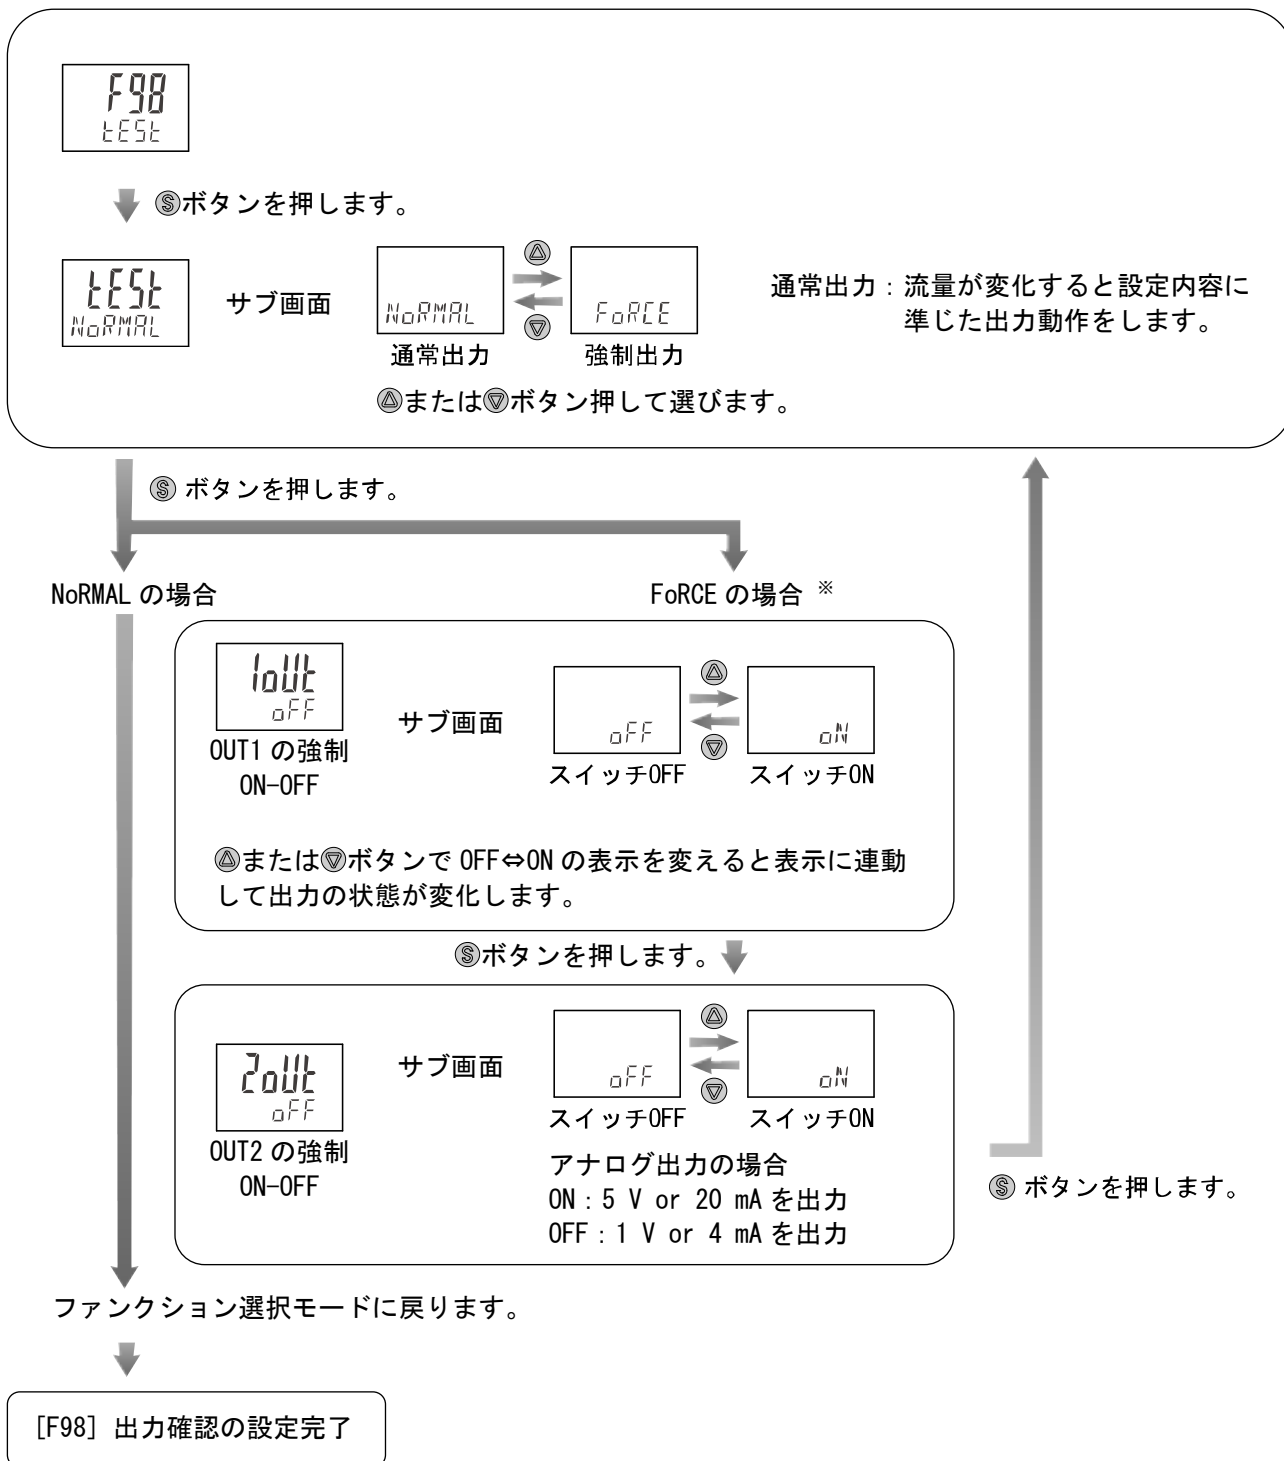 F98
tESt
Ⓢボタンを押します。
tESt
NoRMAL
サブ画面
NoRMAL
FoRCE
通常出力
強制出力
通常出力：流量が変化すると設定内容に
準じた出力動作をします。
△または▽ボタン押して選びます。
Ⓢ ボタンを押します。
NoRMAL の場合
FoRCE の場合 ※
1oUt
oFF
OUT1 の強制
ON-OFF
サブ画面
oFF
oN
スイッチOFF
スイッチON
△または▽ボタンで OFF⇔ON の表示を変えると表示に連動
して出力の状態が変化します。
Ⓢボタンを押します。
2oUt
oFF
OUT2 の強制
ON-OFF
サブ画面
oFF
oN
スイッチOFF
スイッチON
アナログ出力の場合
ON：5 V or 20 mA を出力
OFF：1 V or 4 mA を出力
Ⓢ ボタンを押します。
ファンクション選択モードに戻ります。
[F98] 出力確認の設定完了